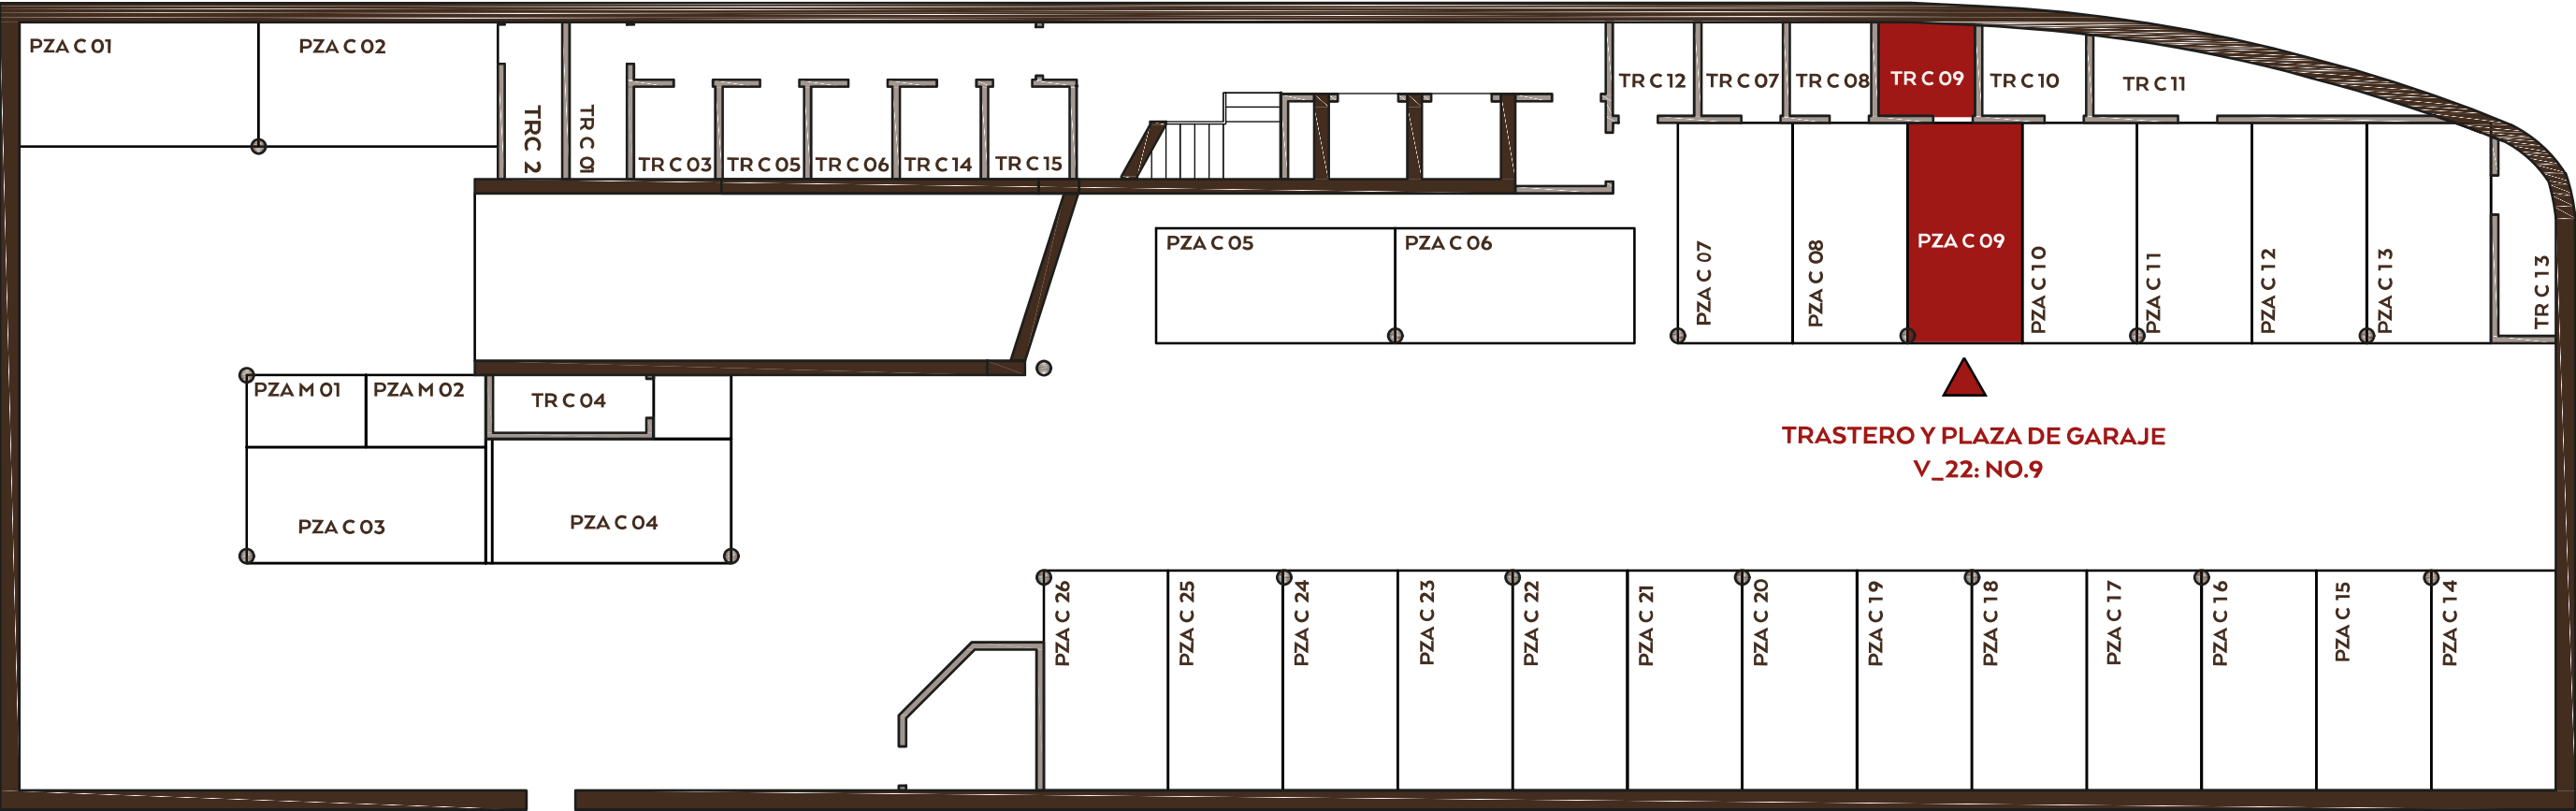 PZA C 01
PZA C 02
TRC 2
TR C 01
TR C 03
TR C 05
TR C 06
TR C 14
TR C 15
TR C 12
TR C 07
TR C 08
TR C 09
TR C 10
TR C 11
PZA C 05
PZA C 06
PZA C 07
PZA C 08
PZA C 09
PZA C 10
PZA C 11
PZA C 12
PZA C 13
TR C 13
PZA M 01
PZA M 02
TR C 04
PZA C 03
PZA C 04
TRASTERO Y PLAZA DE GARAJE
V_22: NO.9
PZA C 26
PZA C 25
PZA C 24
PZA C 23
PZA C 22
PZA C 21
PZA C 20
PZA C 19
PZA C 18
PZA C 17
PZA C 16
PZA C 15
PZA C 14